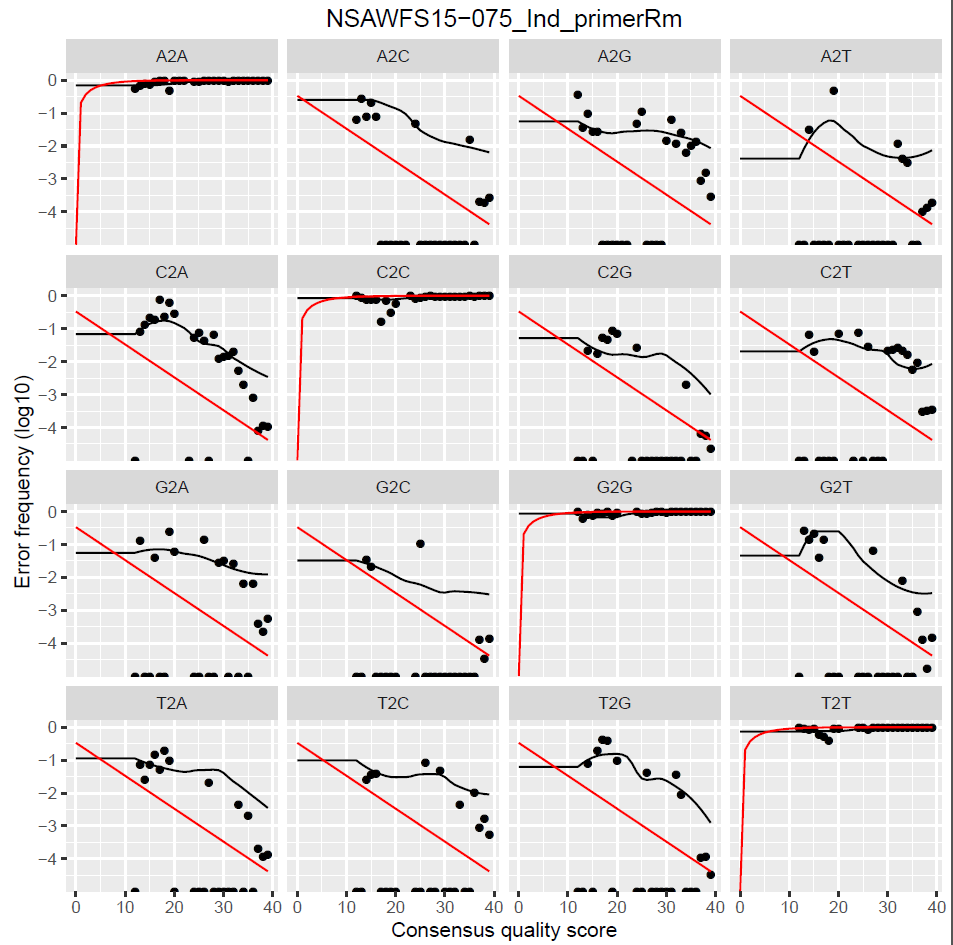 NSAWFS15−075_Ind_primerRm
A2A A2C A2G A2T
0
−1
−2
−3
−4
C2A C2C C2G C2T
0
−1
−2
−3
−4
G2A G2C G2G G2T
0
−1
−2
−3
−4
T2A T2C T2G T2T
0
−1
−2
−3
−4
0 10 20 30 40 0 10 20 30 40 0 10 20 30 40 0 10 20 30 40
Consensus quality score
Error frequency (log10)